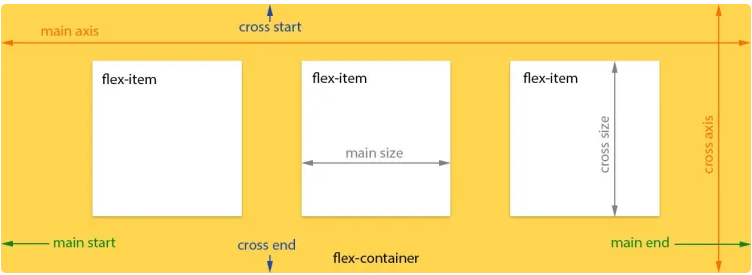 cross start
main axis
flex-item
flex-item
flex-item
main size
cross size
cross axis
main start
cross end
main end
flex-container